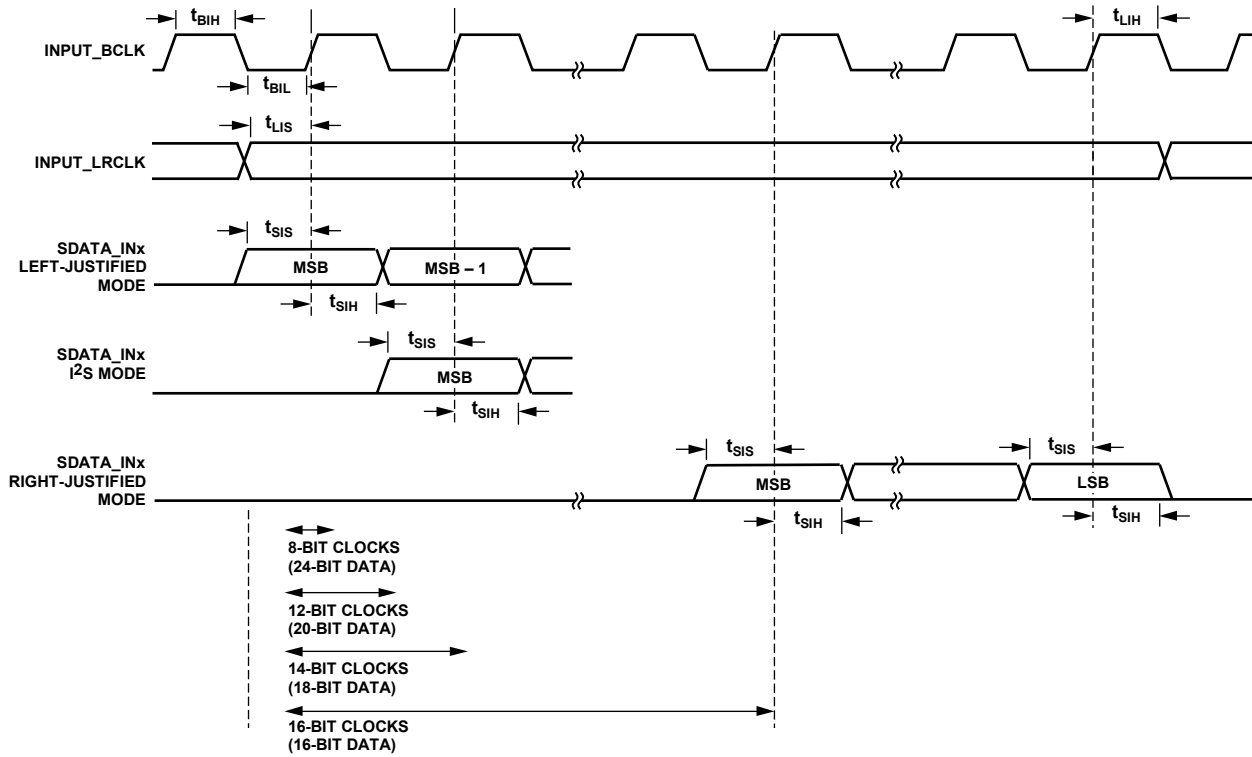 tBIH
tLIH
INPUT_BCLK
tBIL
tLIS
INPUT_LRCLK
tSIS
SDATA_INx
LEFT-JUSTIFIED
MODE
MSB
MSB – 1
tSIH
tSIS
SDATA_INx
I2S MODE
MSB
tSIH
tSIS
tSIS
SDATA_INx
RIGHT-JUSTIFIED
MODE
MSB
LSB
tSIH
tSIH
8-BIT CLOCKS
(24-BIT DATA)
12-BIT CLOCKS
(20-BIT DATA)
14-BIT CLOCKS
(18-BIT DATA)
16-BIT CLOCKS
(16-BIT DATA)